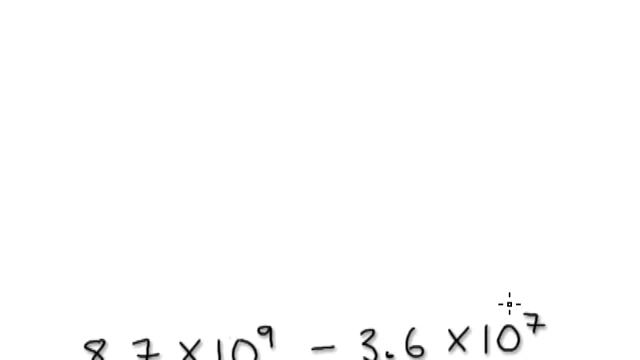 8.7 × 10⁹ − 3.6 × 10⁷